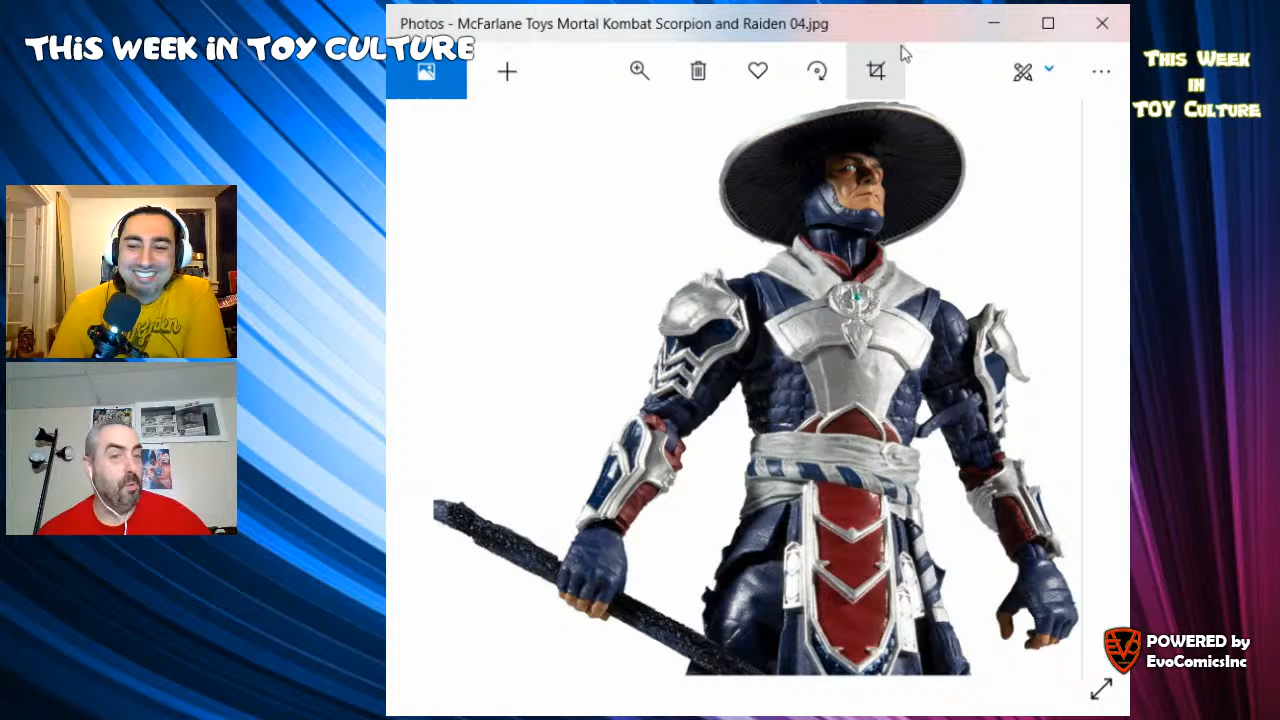 Photos - McFarlane Toys Mortal Kombat Scorpion and Raiden 04.jpg
THiS WEEK iN TOY CULTURE
This Week
in
TOY Culture
POWERED by
EvoComicsInc